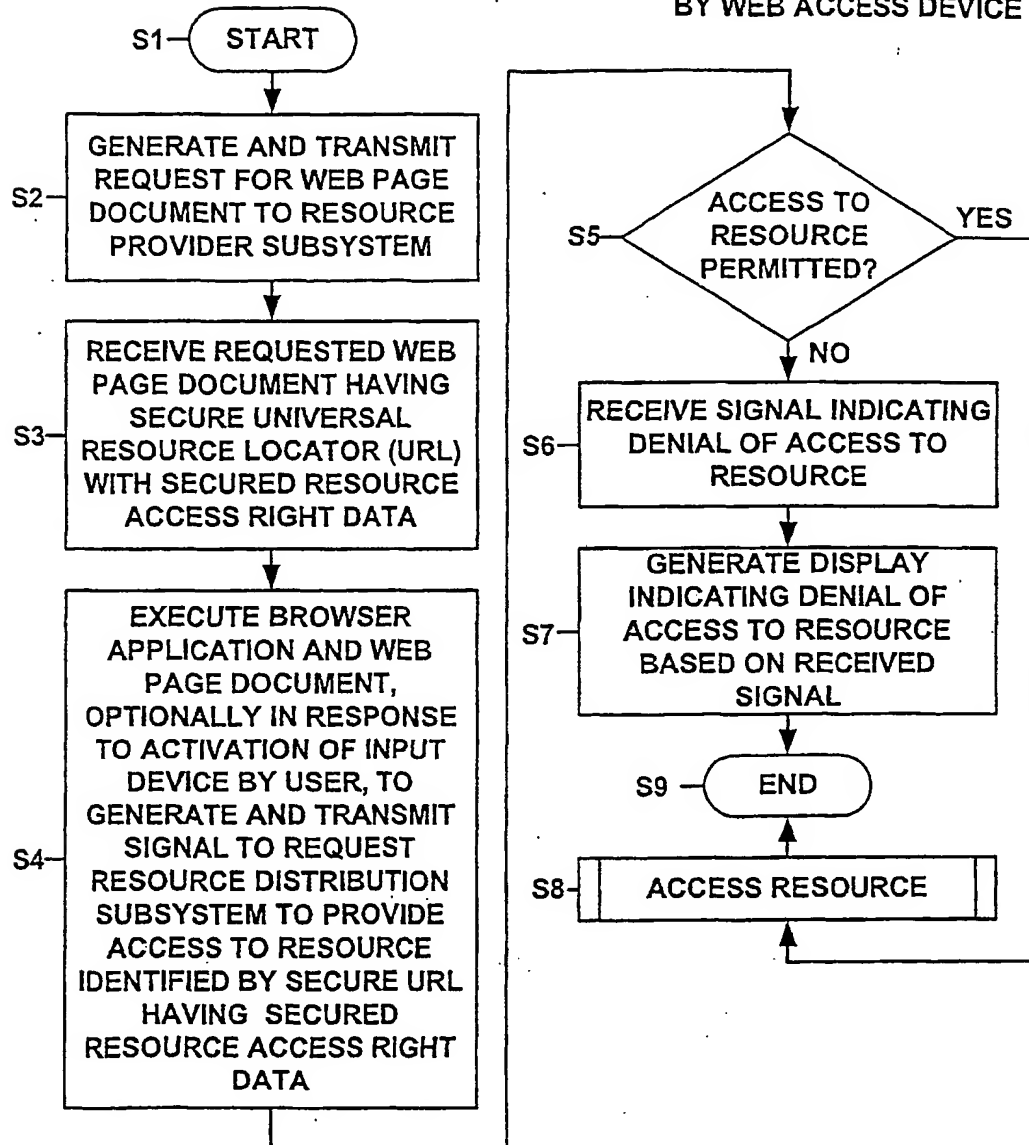 BY WEB ACCESS DEVICE
S1
START
S2
GENERATE AND TRANSMIT
REQUEST FOR WEB PAGE
DOCUMENT TO RESOURCE
PROVIDER SUBSYSTEM
S3
RECEIVE REQUESTED WEB
PAGE DOCUMENT HAVING
SECURE UNIVERSAL
RESOURCE LOCATOR (URL)
WITH SECURED RESOURCE
ACCESS RIGHT DATA
S4
EXECUTE BROWSER
APPLICATION AND WEB
PAGE DOCUMENT,
OPTIONALLY IN RESPONSE
TO ACTIVATION OF INPUT
DEVICE BY USER, TO
GENERATE AND TRANSMIT
SIGNAL TO REQUEST
RESOURCE DISTRIBUTION
SUBSYSTEM TO PROVIDE
ACCESS TO RESOURCE
IDENTIFIED BY SECURE URL
HAVING SECURED
RESOURCE ACCESS RIGHT
DATA
S5
ACCESS TO
RESOURCE
PERMITTED?
YES
NO
S6
RECEIVE SIGNAL INDICATING
DENIAL OF ACCESS TO
RESOURCE
S7
GENERATE DISPLAY
INDICATING DENIAL OF
ACCESS TO RESOURCE
BASED ON RECEIVED
SIGNAL
S9
END
S8
ACCESS RESOURCE